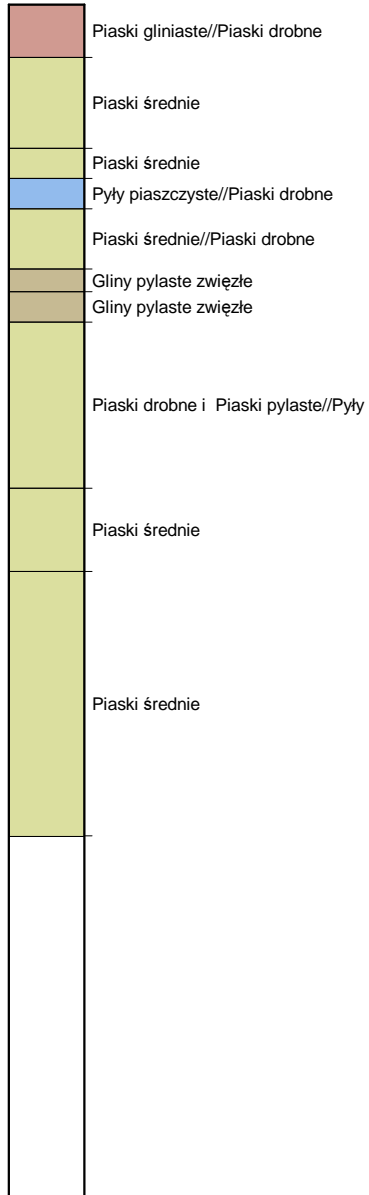 Piaski gliniaste//Piaski drobne
Piaski średnie
Piaski średnie
Pyły piaszczyste//Piaski drobne
Piaski średnie//Piaski drobne
Gliny pylaste zwięzłe
Gliny pylaste zwięzłe
Piaski drobne i  Piaski pylaste//Pyły
Piaski średnie
Piaski średnie